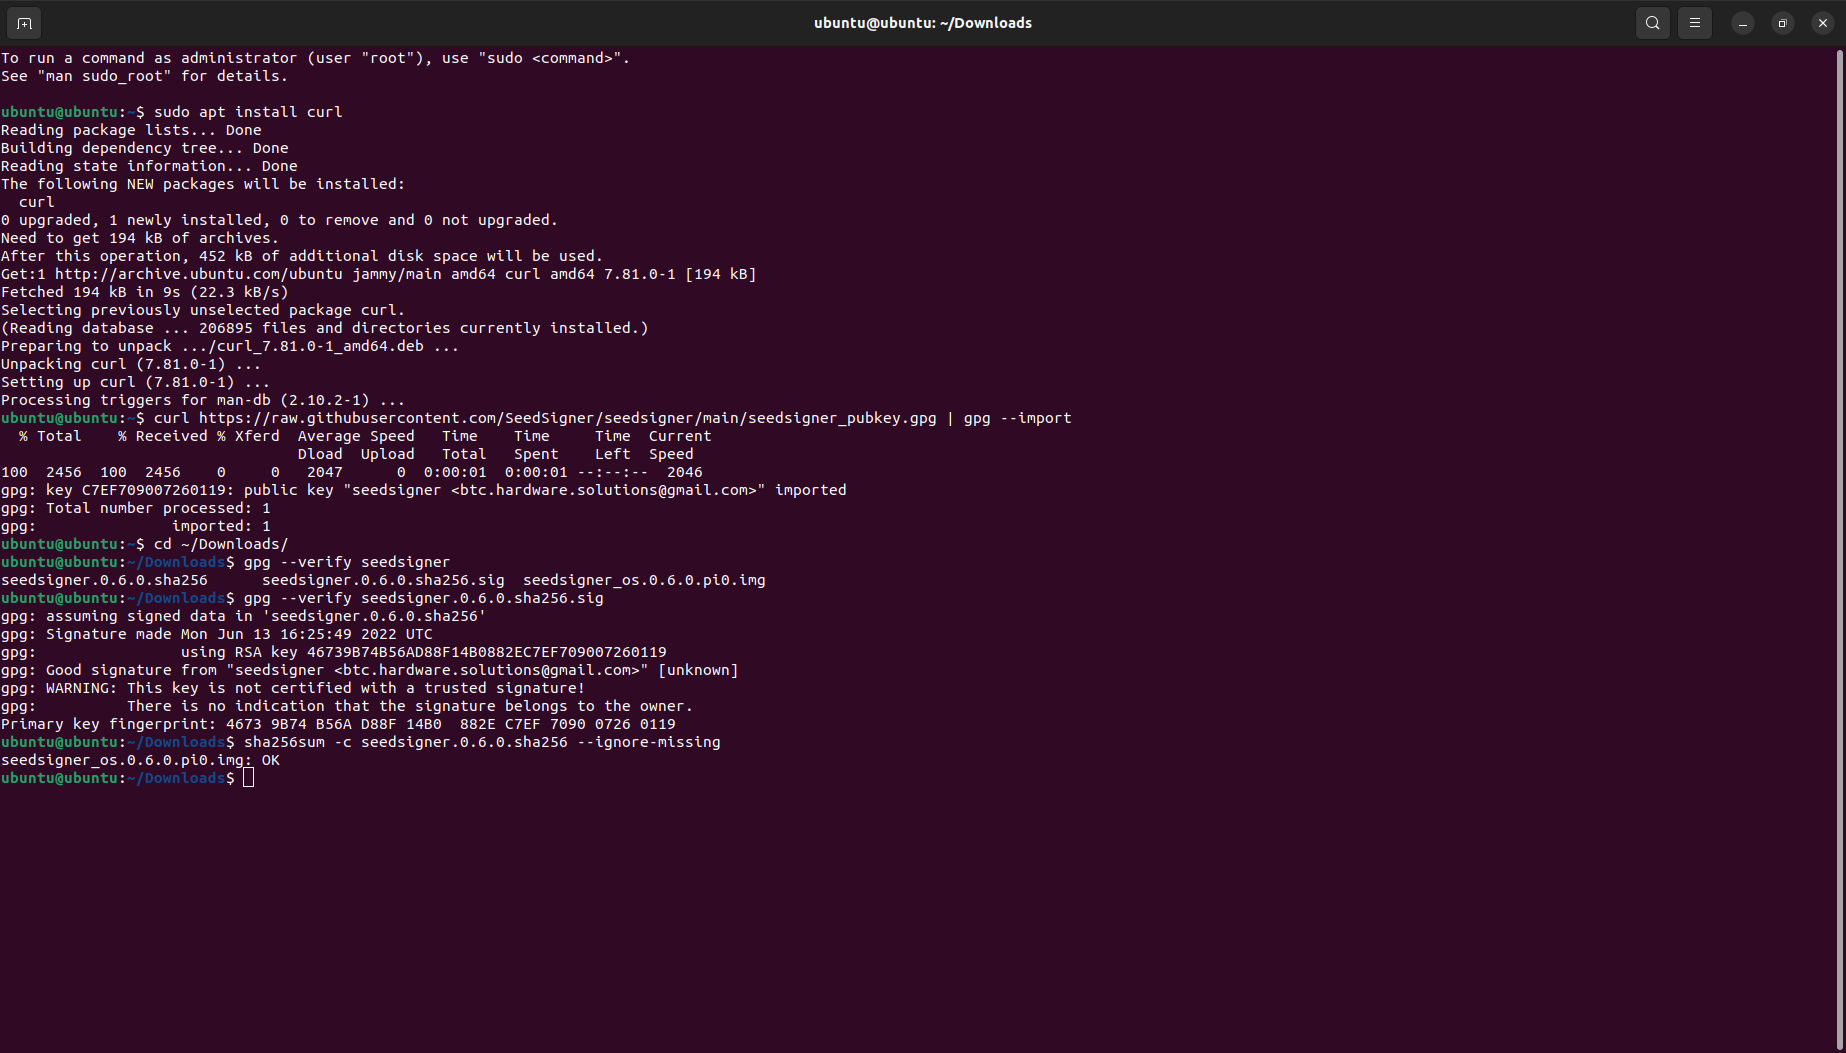 ubuntu@ubuntu: ~/Downloads
To run a command as administrator (user "root"), use "sudo <command>".
See "man sudo_root" for details.
ubuntu@ubuntu:~$ sudo apt install curl
Reading package lists... Done
Building dependency tree... Done
Reading state information... Done
The following NEW packages will be installed:
  curl
0 upgraded, 1 newly installed, 0 to remove and 0 not upgraded.
Need to get 194 kB of archives.
After this operation, 452 kB of additional disk space will be used.
Get:1 http://archive.ubuntu.com/ubuntu jammy/main amd64 curl amd64 7.81.0-1 [194 kB]
Fetched 194 kB in 9s (22.3 kB/s)
Selecting previously unselected package curl.
(Reading database ... 206895 files and directories currently installed.)
Preparing to unpack .../curl_7.81.0-1_amd64.deb ...
Unpacking curl (7.81.0-1) ...
Setting up curl (7.81.0-1) ...
Processing triggers for man-db (2.10.2-1) ...
ubuntu@ubuntu:~$ curl https://raw.githubusercontent.com/SeedSigner/seedsigner/main/seedsigner_pubkey.gpg | gpg --import
  % Total    % Received % Xferd  Average Speed   Time    Time     Time  Current
                                 Dload  Upload   Total   Spent    Left  Speed
100  2456  100  2456    0     0   2047      0  0:00:01  0:00:01 --:--:--  2046
gpg: key C7EF709007260119: public key "seedsigner <btc.hardware.solutions@gmail.com>" imported
gpg: Total number processed: 1
gpg:               imported: 1
ubuntu@ubuntu:~$ cd ~/Downloads/
ubuntu@ubuntu:~/Downloads$ gpg --verify seedsigner
seedsigner.0.6.0.sha256      seedsigner.0.6.0.sha256.sig  seedsigner_os.0.6.0.pi0.img
ubuntu@ubuntu:~/Downloads$ gpg --verify seedsigner.0.6.0.sha256.sig
gpg: assuming signed data in 'seedsigner.0.6.0.sha256'
gpg: Signature made Mon Jun 13 16:25:49 2022 UTC
gpg:                using RSA key 46739B74B56AD88F14B0882EC7EF709007260119
gpg: Good signature from "seedsigner <btc.hardware.solutions@gmail.com>" [unknown]
gpg: WARNING: This key is not certified with a trusted signature!
gpg:          There is no indication that the signature belongs to the owner.
Primary key fingerprint: 4673 9B74 B56A D88F 14B0  882E C7EF 7090 0726 0119
ubuntu@ubuntu:~/Downloads$ sha256sum -c seedsigner.0.6.0.sha256 --ignore-missing
seedsigner_os.0.6.0.pi0.img: OK
ubuntu@ubuntu:~/Downloads$